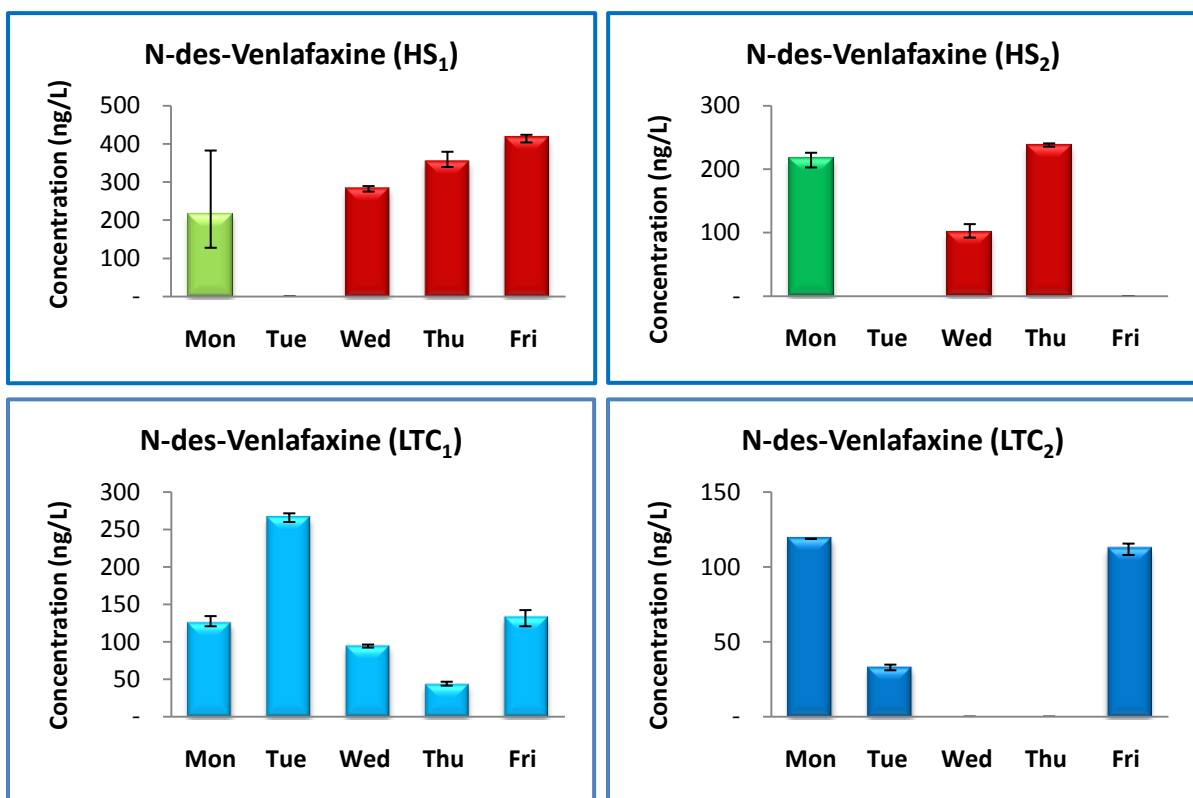 N-des-Venlafaxine (HS1)
Concentration (ng/L)
500
400
300
200
100
-
Mon Tue Wed Thu Fri
N-des-Venlafaxine (HS2)
Concentration (ng/L)
300
200
100
-
Mon Tue Wed Thu Fri
N-des-Venlafaxine (LTC1)
Concentration (ng/L)
300
250
200
150
100
50
-
Mon Tue Wed Thu Fri
N-des-Venlafaxine (LTC2)
Concentration (ng/L)
150
100
50
-
Mon Tue Wed Thu Fri